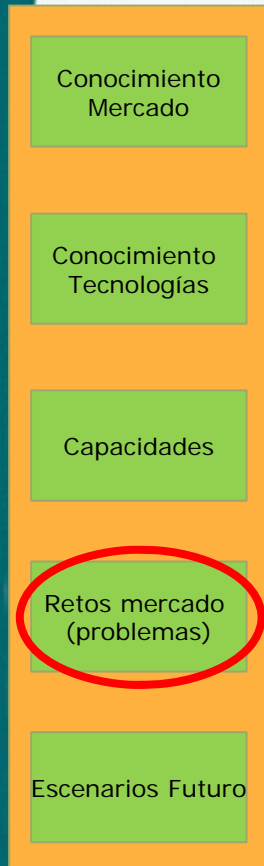 Conocimiento
Mercado
Conocimiento
Tecnologías
Capacidades
Retos mercado
(problemas)
Escenarios Futuro